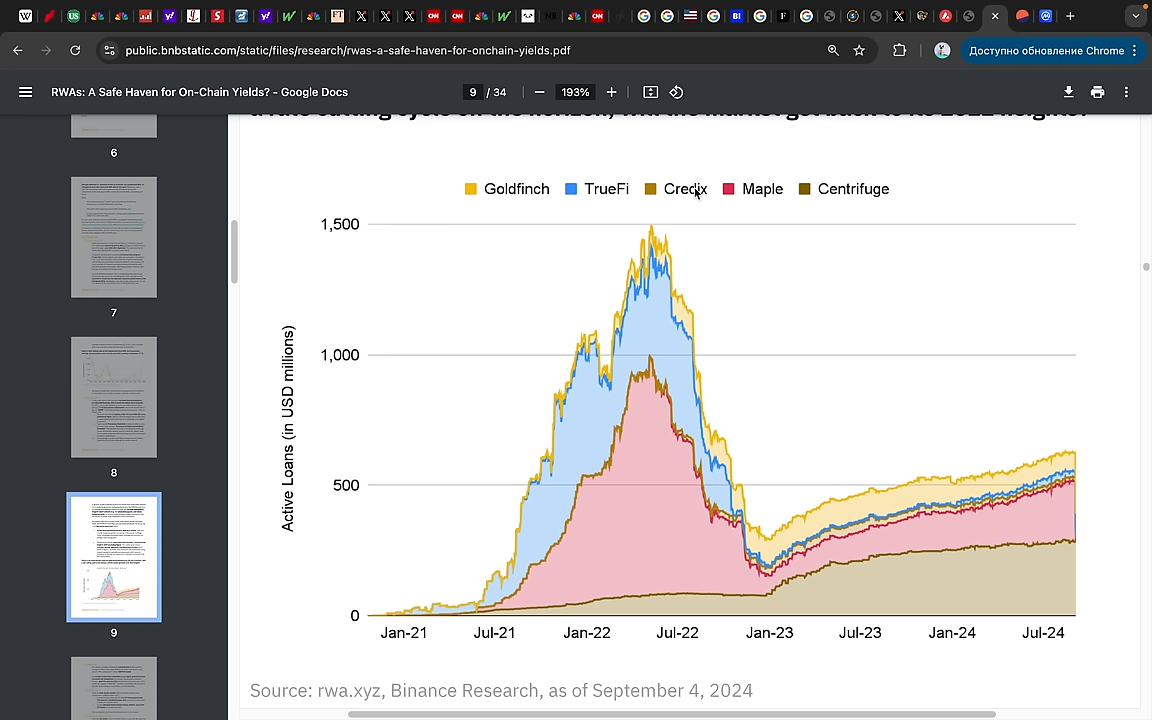 public.bnbstatic.com/static/files/research/rwas-a-safe-haven-for-onchain-yields.pdf
Доступно обновление Chrome
RWAs: A Safe Haven for On-Chain Yields? - Google Docs
9 / 34
193%
6
7
8
9
Goldfinch TrueFi Credix Maple Centrifuge
Active Loans (in USD millions)
1,500
1,000
500
0
Jan-21 Jul-21 Jan-22 Jul-22 Jan-23 Jul-23 Jan-24 Jul-24
Source: rwa.xyz, Binance Research, as of September 4, 2024